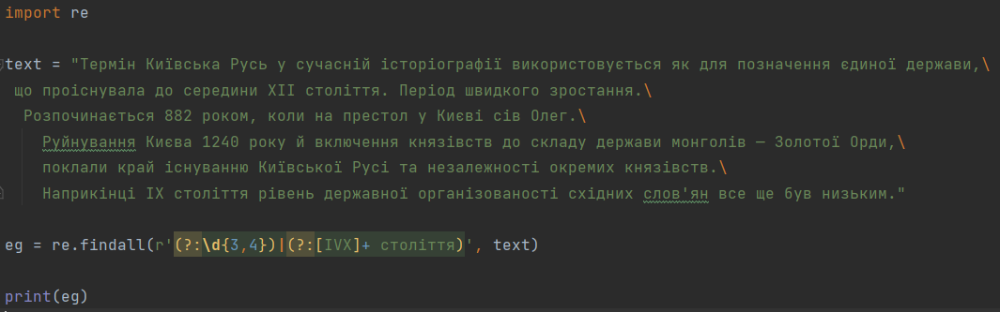 import re
text = "Термін Київська Русь у сучасній історіографії використовується як для позначення єдиної держави,\
що проіснувала до середини XII століття. Період швидкого зростання.\
Розпочинається 882 роком, коли на престол у Києві сів Олег.\
Руйнування Києва 1240 року й включення князівств до складу держави монголів — Золотої Орди,\
поклали край існуванню Київської Русі та незалежності окремих князівств.\
Наприкінці IX століття рівень державної організованості східних слов'ян все ще був низьким."
eg = re.findall(r'(?:\d{3,4})|(?:[IVX]+ століття)', text)
print(eg)